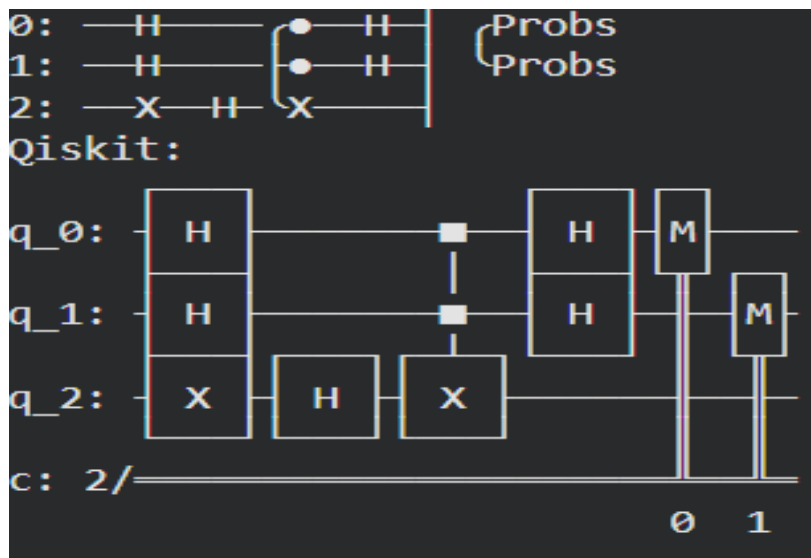 0: ──H────╭●──H─┤ ╭Probs
1: ──H────├●──H─┤ ╰Probs
2: ──X──H─╰X────┤
Qiskit:
q_0: H ■ H M
q_1: H ■ H M
q_2: X H X
c: 2/
0 1